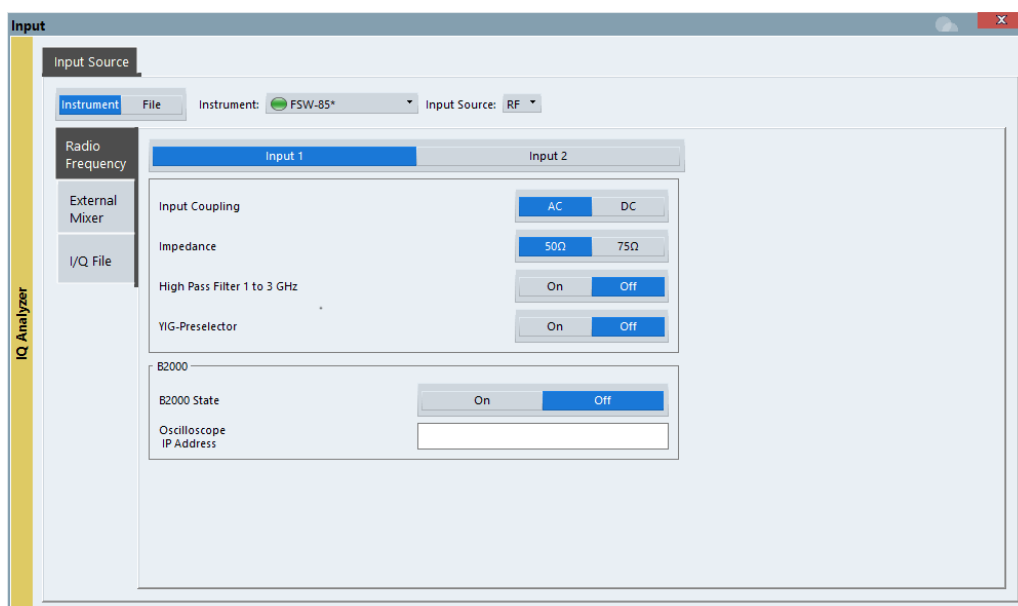 Input
X
Input Source
Instrument File Instrument: FSW-85* Input Source: RF
Radio
Frequency
External
Mixer
I/Q File
IQ Analyzer
Input 1 Input 2
Input Coupling AC DC
Impedance 50Ω 75Ω
High Pass Filter 1 to 3 GHz On Off
YIG-Preselector On Off
B2000
B2000 State On Off
Oscilloscope
IP Address